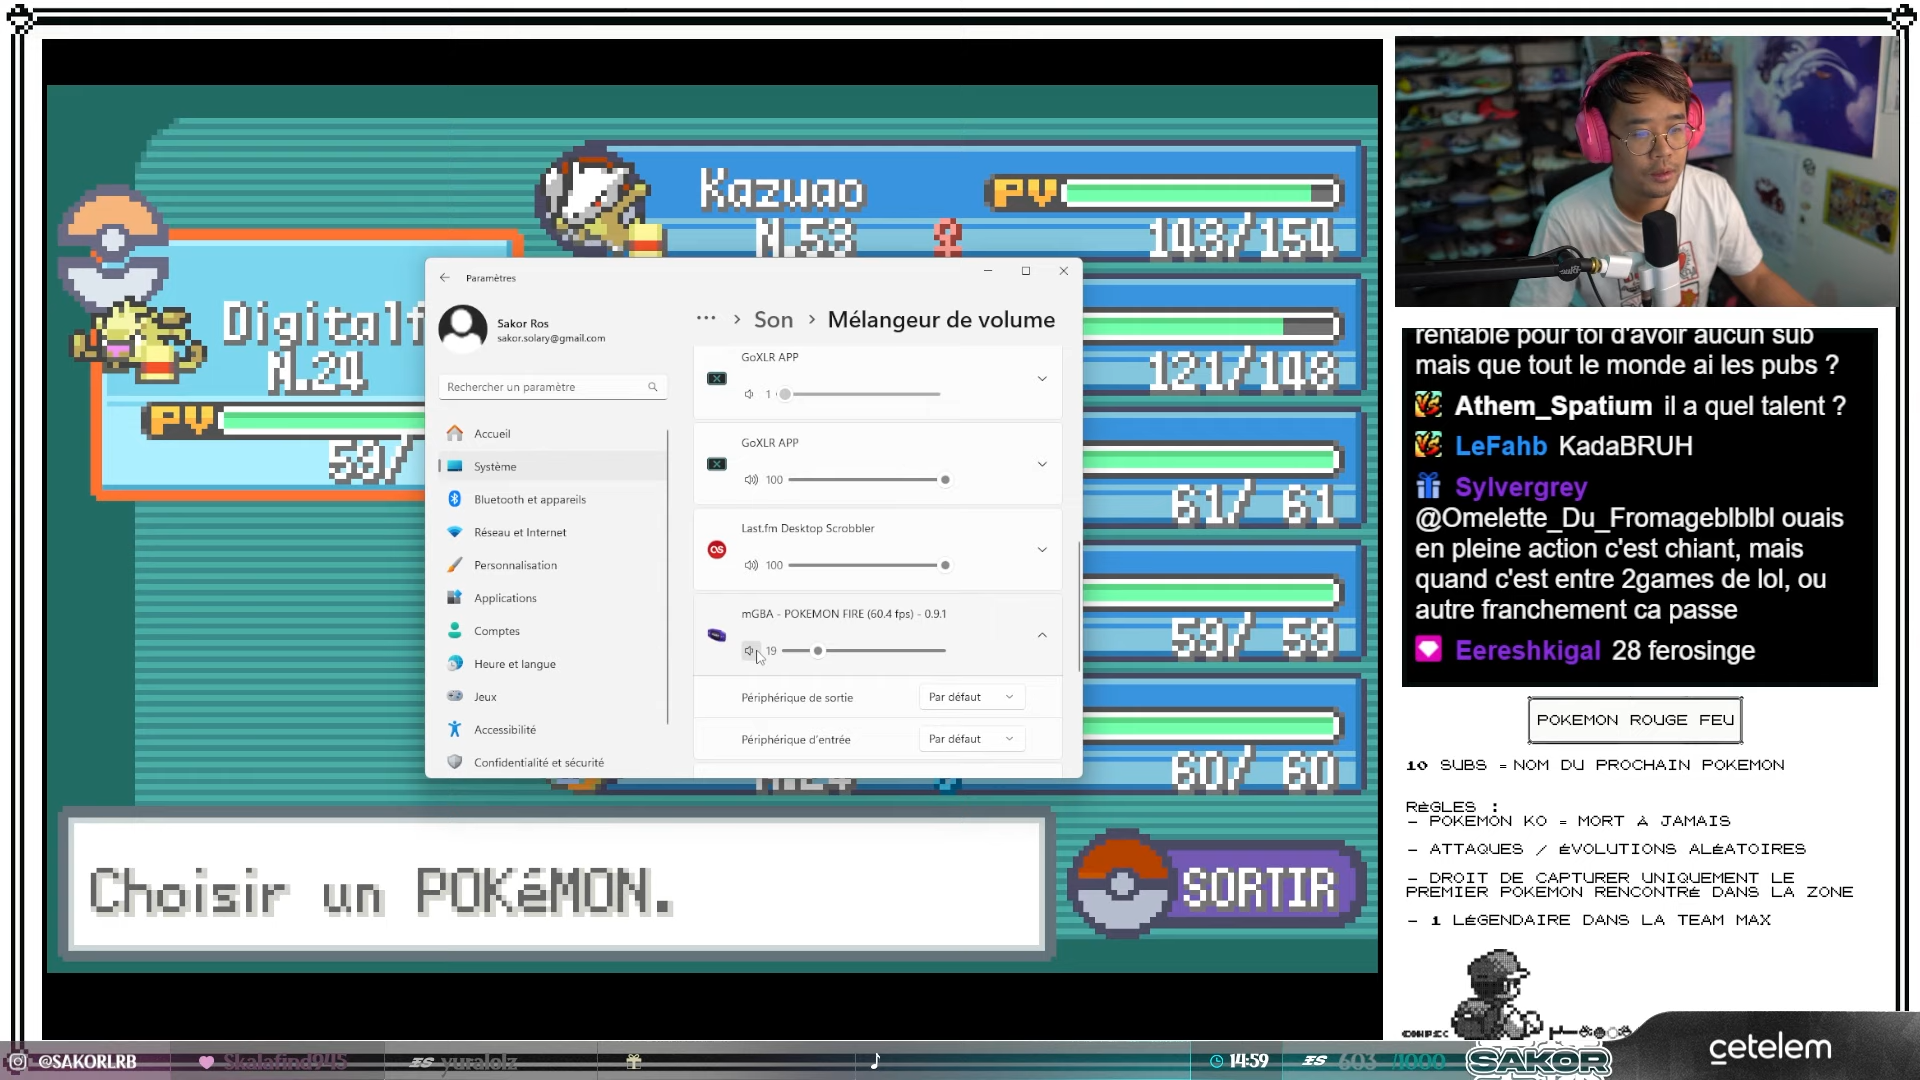 Kazuao
PV
N.53
143/154
Digital
N.24
PV
59/
121/148
61/ 61
59/ 59
60/ 60
Choisir un POKéMON.
SORTIR
Paramètres
Sakor Ros
sakor.solary@gmail.com
Rechercher un paramètre
Accueil
Système
Bluetooth et appareils
Réseau et Internet
Personnalisation
Applications
Comptes
Heure et langue
Jeux
Accessibilité
Confidentialité et sécurité
... > Son > Mélangeur de volume
GoXLR APP
1
GoXLR APP
100
Last.fm Desktop Scrobbler
100
mGBA - POKEMON FIRE (60.4 fps) - 0.9.1
19
Périphérique de sortie Par défaut
Périphérique d'entrée Par défaut
rentable pour toi d'avoir aucun sub
mais que tout le monde ai les pubs ?
Athem_Spatium il a quel talent ?
LeFahb KadaBRUH
Sylvergrey
@Omelette_Du_Fromageblblbl ouais
en pleine action c'est chiant, mais
quand c'est entre 2games de lol, ou
autre franchement ca passe
Eereshkigal 28 ferosinge
POKEMON ROUGE FEU
10 SUBS = NOM DU PROCHAIN POKEMON
RÈGLES :
- POKEMON KO = MORT À JAMAIS
- ATTAQUES / ÉVOLUTIONS ALÉATOIRES
- DROIT DE CAPTURER UNIQUEMENT LE
PREMIER POKEMON RENCONTRÉ DANS LA ZONE
- 1 LÉGENDAIRE DANS LA TEAM MAX
@SAKORLRB
Skalafind945
yuralolz
14:59
603 /1000
SAKOR
cetelem